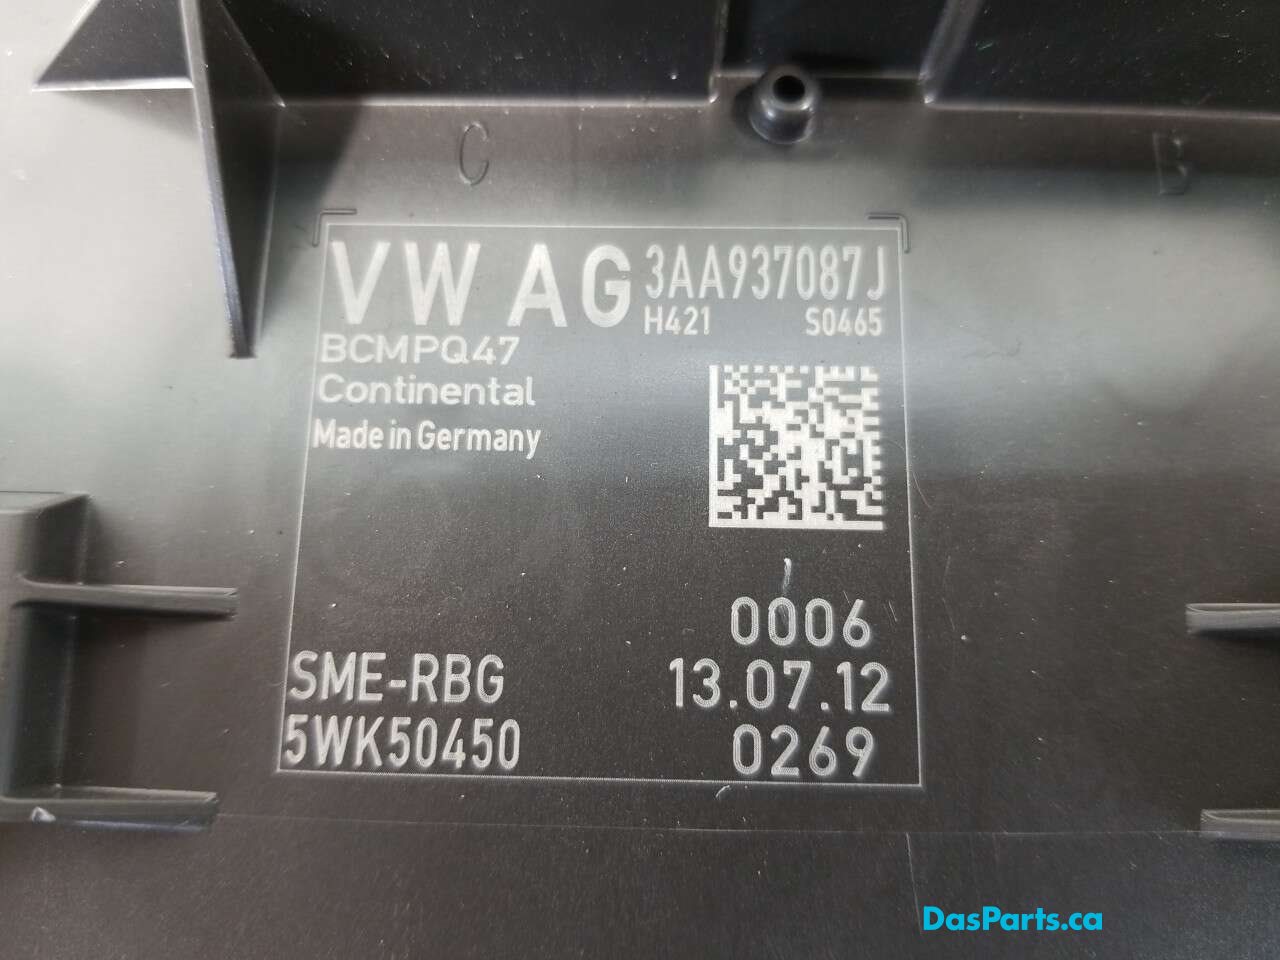 C
B
VW AG 3AA937087J
H421 S0465
BCMPQ47
Continental
Made in Germany
0006
SME-RBG 13.07.12
5WK50450 0269
DasParts.ca